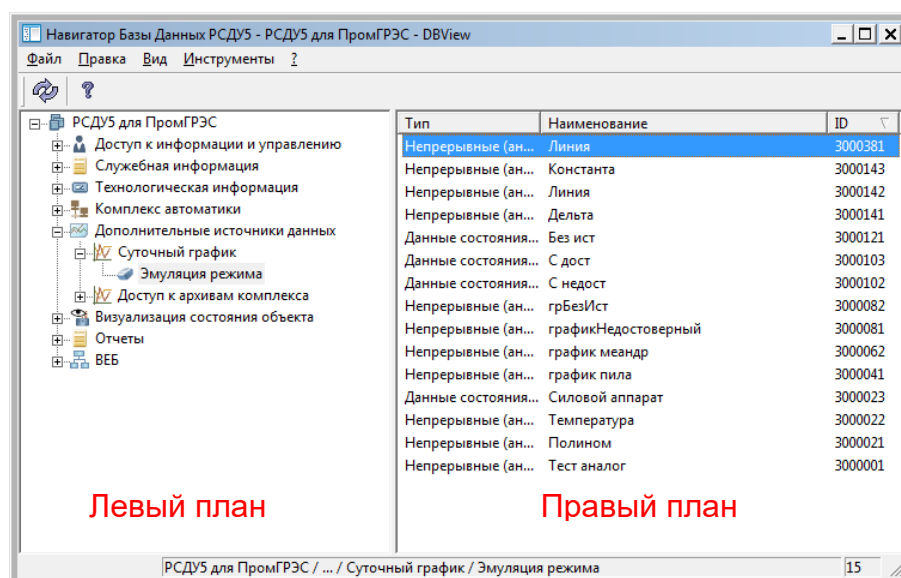 Навигатор Базы Данных РСДУ5 - РСДУ5 для ПромГРЭС - DBView
Файл Правка Вид Инструменты ?
РСДУ5 для ПромГРЭС
Доступ к информации и управлению
Служебная информация
Технологическая информация
Комплекс автоматики
Дополнительные источники данных
Суточный график
Эмуляция режима
Доступ к архивам комплекса
Визуализация состояния объекта
Отчеты
ВЕБ
Левый план
Тип Наименование ID
Непрерывные (ан... Линия 3000381
Непрерывные (ан... Константа 3000143
Непрерывные (ан... Линия 3000142
Непрерывные (ан... Дельта 3000141
Данные состояния... Без ист 3000121
Данные состояния... С дост 3000103
Данные состояния... С недост 3000102
Непрерывные (ан... грБезИст 3000082
Непрерывные (ан... графикНедостоверный 3000081
Непрерывные (ан... график меандр 3000062
Непрерывные (ан... график пила 3000041
Данные состояния... Силовой аппарат 3000023
Непрерывные (ан... Температура 3000022
Непрерывные (ан... Полином 3000021
Непрерывные (ан... Тест аналог 3000001
Правый план
РСДУ5 для ПромГРЭС / ... / Суточный график / Эмуляция режима 15